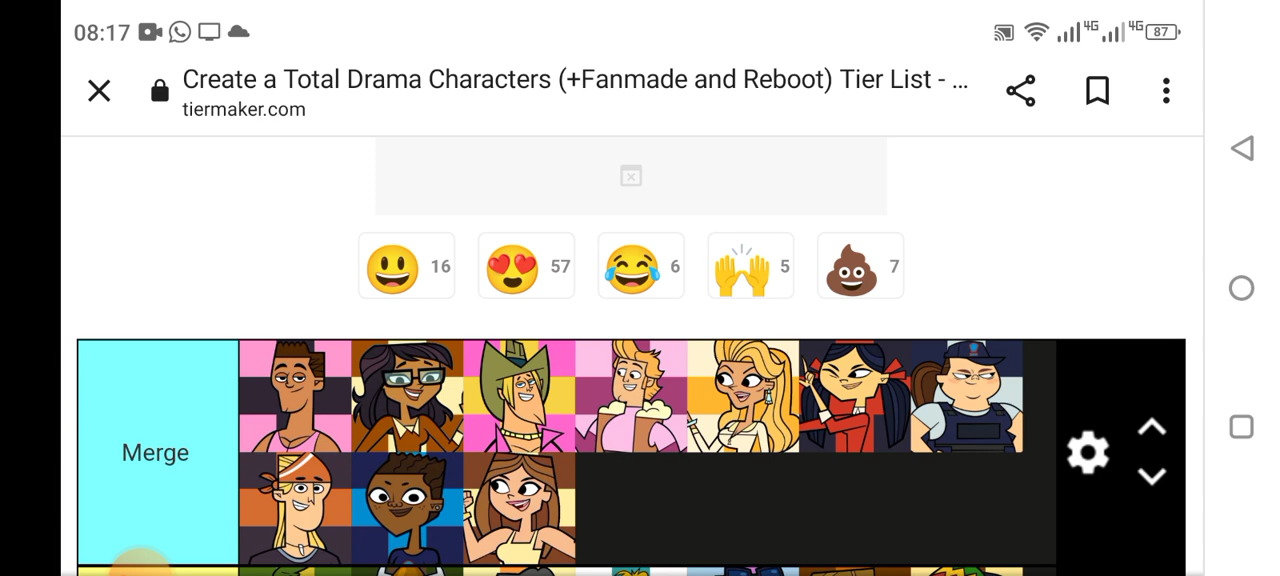 08:17
4G 4G 87
Create a Total Drama Characters (+Fanmade and Reboot) Tier List - ...
tiermaker.com
16 57 6 5 7
Merge